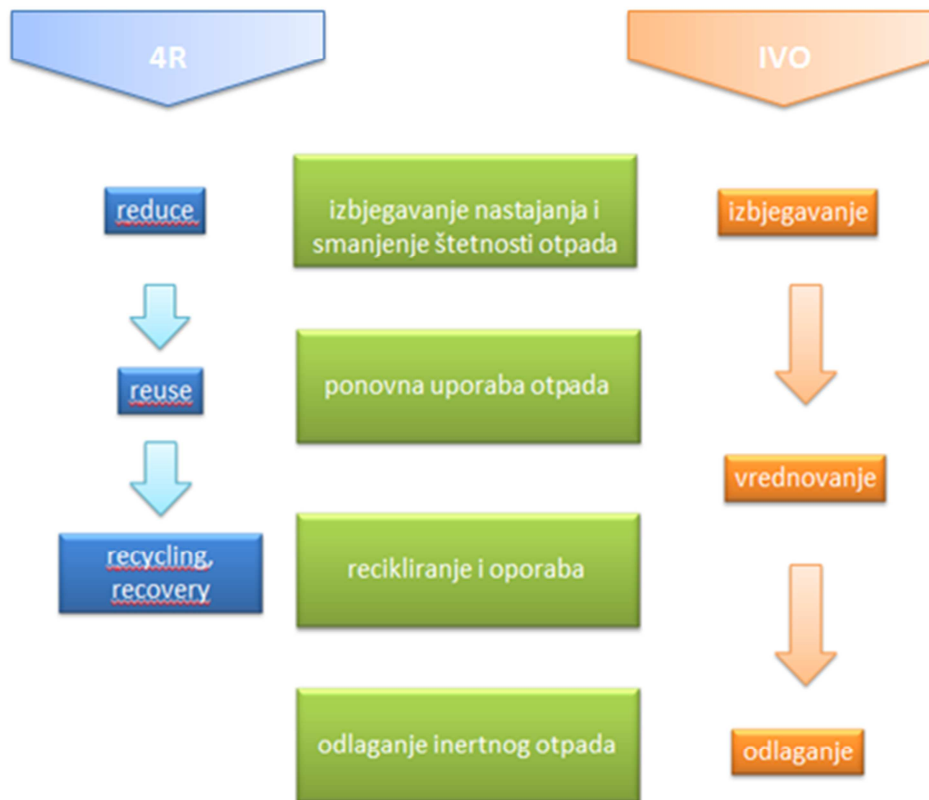 4R
IVO
reduce
izbjegavanje nastajanja i
smanjenje štetnosti otpada
izbjegavanje
reuse
ponovna uporaba otpada
vrednovanje
recycling,
recovery
recikliranje i oporaba
odlaganje inertnog otpada
odlaganje